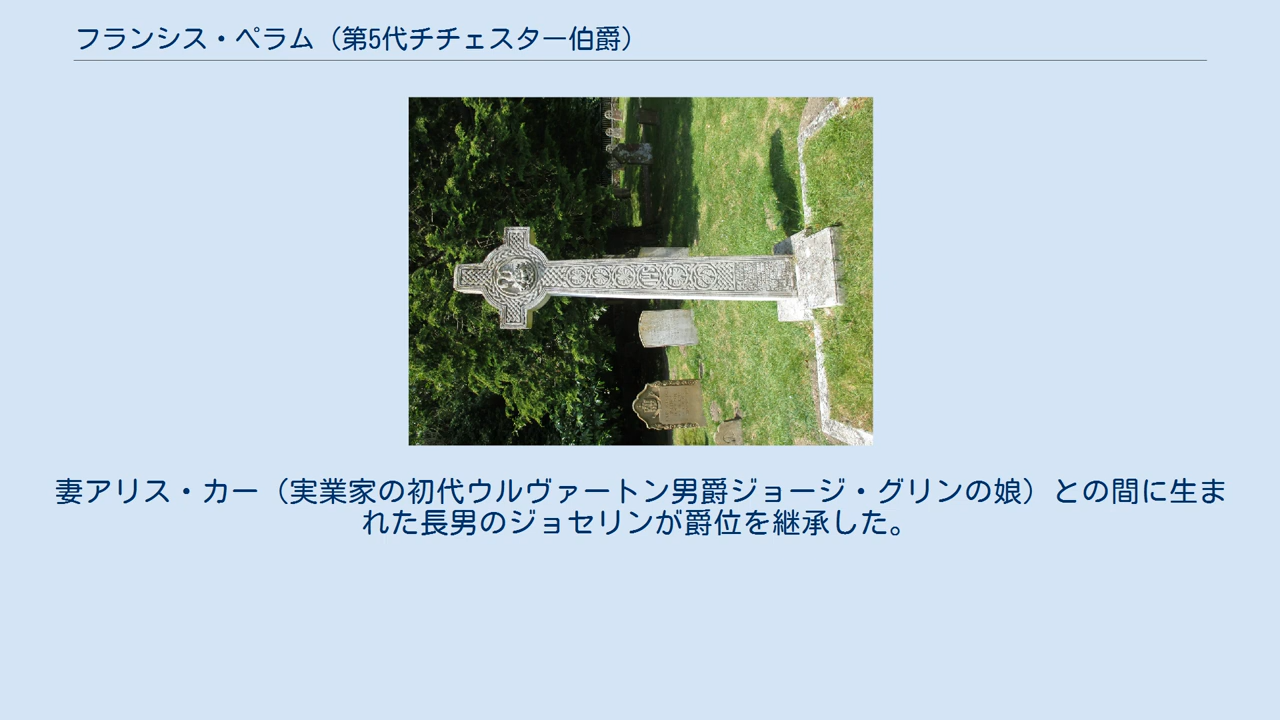 フランシス・ペラム（第5代チチェスター伯爵）
妻アリス・カー（実業家の初代ウルヴァートン男爵ジョージ・グリンの娘）との間に生ま
れた長男のジョセリンが爵位を継承した。